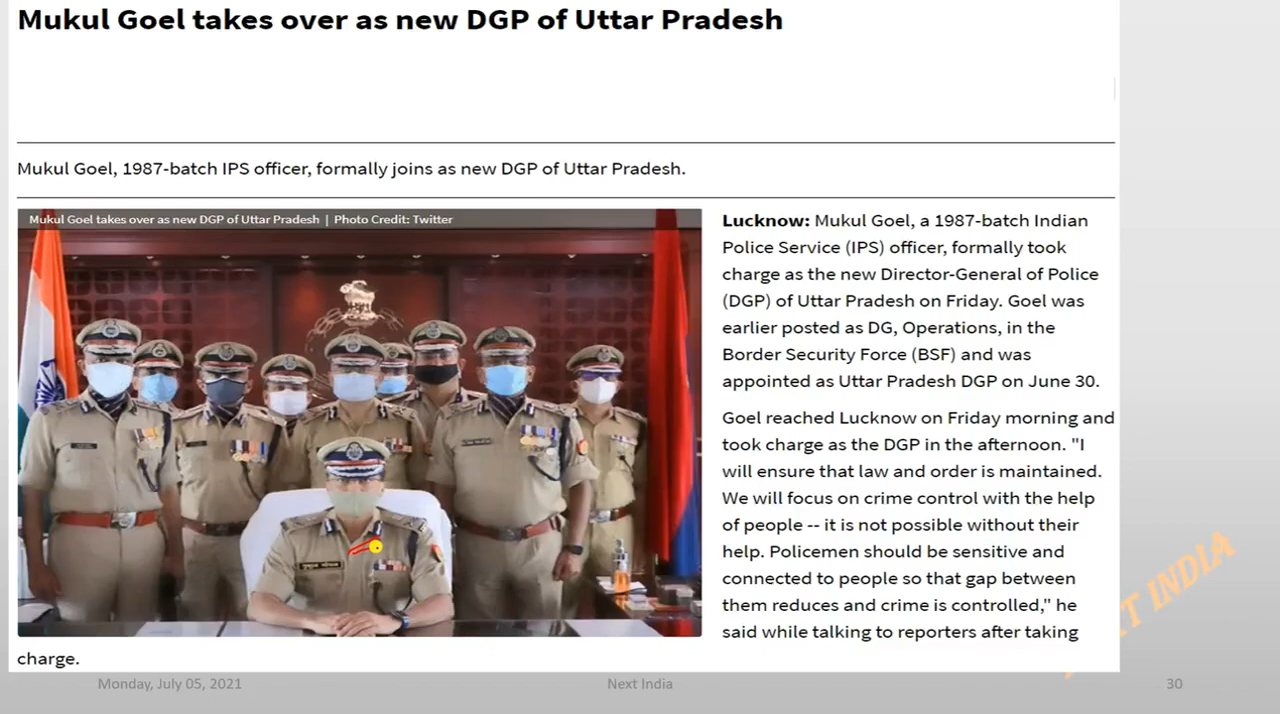 Mukul Goel takes over as new DGP of Uttar Pradesh
Mukul Goel, 1987-batch IPS officer, formally joins as new DGP of Uttar Pradesh.
Mukul Goel takes over as new DGP of Uttar Pradesh | Photo Credit: Twitter
Lucknow: Mukul Goel, a 1987-batch Indian
Police Service (IPS) officer, formally took
charge as the new Director-General of Police
(DGP) of Uttar Pradesh on Friday. Goel was
earlier posted as DG, Operations, in the
Border Security Force (BSF) and was
appointed as Uttar Pradesh DGP on June 30.
Goel reached Lucknow on Friday morning and
took charge as the DGP in the afternoon. "I
will ensure that law and order is maintained.
We will focus on crime control with the help
of people -- it is not possible without their
help. Policemen should be sensitive and
connected to people so that gap between
them reduces and crime is controlled," he
said while talking to reporters after taking
charge.
T INDIA
Monday, July 05, 2021
Next India
30